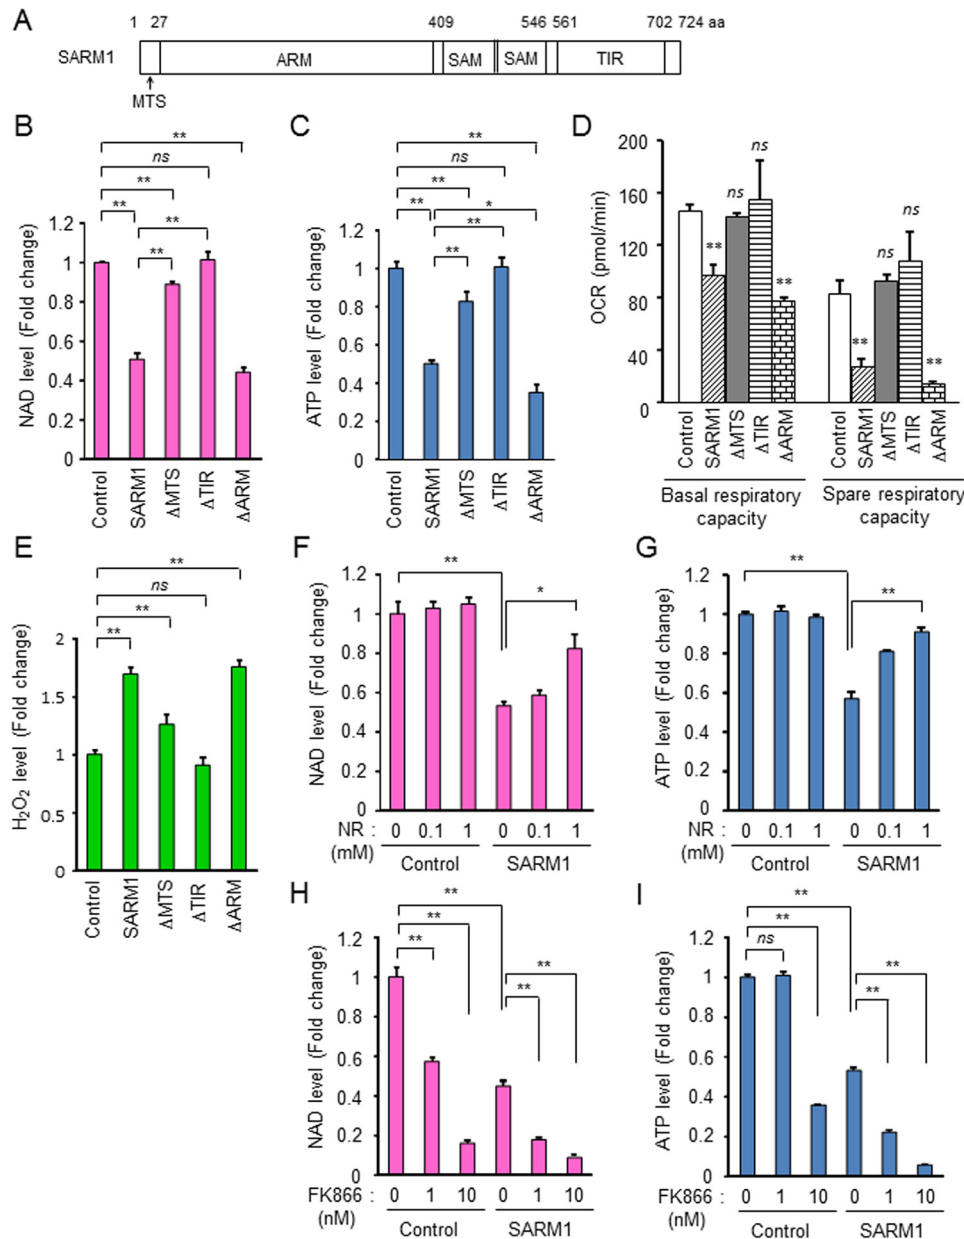 A
1 27 409 546 561 702 724 aa
SARM1 ARM SAM SAM TIR
MTS
B
**
ns
**
** **
**
NAD level (Fold change)
1.2
1
0.8
0.6
0.4
0.2
0
Control SARM1 ΔMTS ΔTIR ΔARM
C
**
ns
**
** *
**
**
ATP level (Fold change)
1.2
1
0.8
0.6
0.4
0.2
0
Control SARM1 ΔMTS ΔTIR ΔARM
D
OCR (pmol/min)
200
160
120
80
40
0
** ns ns **
** ns ns **
Control SARM1 ΔMTS ΔTIR ΔARM Control SARM1 ΔMTS ΔTIR ΔARM
Basal respiratory capacity
Spare respiratory capacity
E
**
ns
**
**
H2O2 level (Fold change)
2
1.5
1
0.5
0
Control SARM1 ΔMTS ΔTIR ΔARM
F
** *
NAD level (Fold change)
1.2
1
0.8
0.6
0.4
0.2
0
NR : 0 0.1 1 0 0.1 1
(mM) Control SARM1
G
** **
ATP level (Fold change)
1.2
1
0.8
0.6
0.4
0.2
0
NR : 0 0.1 1 0 0.1 1
(mM) Control SARM1
H
**
**
** **
**
NAD level (Fold change)
1.2
1
0.8
0.6
0.4
0.2
0
FK866 : 0 1 10 0 1 10
(nM) Control SARM1
I
**
**
ns **
**
ATP level (Fold change)
1.2
1
0.8
0.6
0.4
0.2
0
FK866 : 0 1 10 0 1 10
(nM) Control SARM1